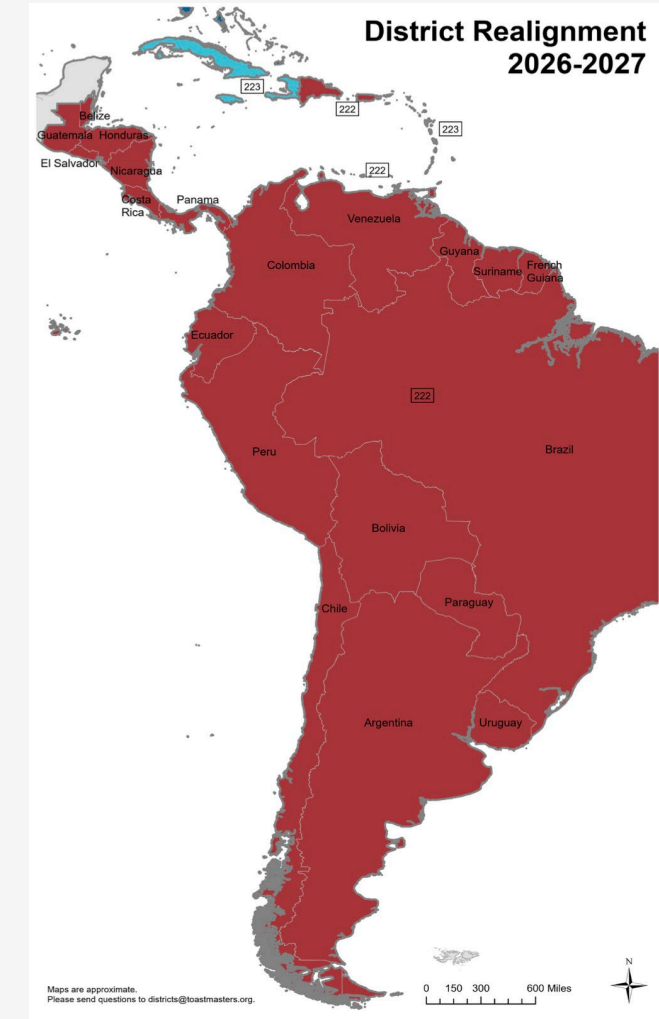 District Realignment
2026-2027
223
222
223
222
Belize
Guatemala
Honduras
El Salvador
Nicaragua
Costa
Rica
Panama
Venezuela
Guyana
Suriname
French
Guiana
Colombia
Ecuador
222
Peru
Brazil
Bolivia
Chile
Paraguay
Argentina
Uruguay
Maps are approximate.
Please send questions to districts@toastmasters.org.
0 150 300 600 Miles
N